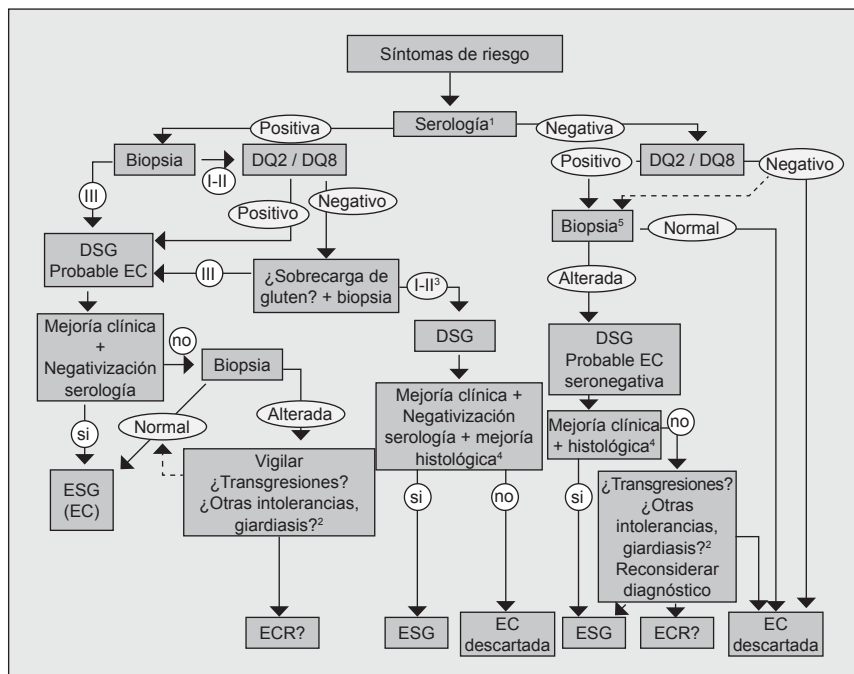 Síntomas de riesgo
Serología¹
Positiva
Negativa
Biopsia
I-II
DQ2 / DQ8
III
Positivo
Negativo
DSG
Probable EC
III
¿Sobrecarga de
gluten? + biopsia
I-II³
DSG
Mejoría clínica
+
Negativización
serología
no
Biopsia
si
Normal
Alterada
ESG
(EC)
Vigilar
¿Transgresiones?
¿Otras intolerancias,
giardiasis?²
ECR?
Mejoría clínica +
Negativización
serología + mejoría
histológica⁴
si
no
ESG
EC
descartada
DQ2 / DQ8
Positivo
Negativo
Biopsia⁵
Normal
Alterada
DSG
Probable EC
seronegativa
Mejoría clínica
+ histológica⁴
no
si
¿Transgresiones?
¿Otras
intolerancias,
giardiasis?²
Reconsiderar
diagnóstico
ESG
ECR?
EC
descartada